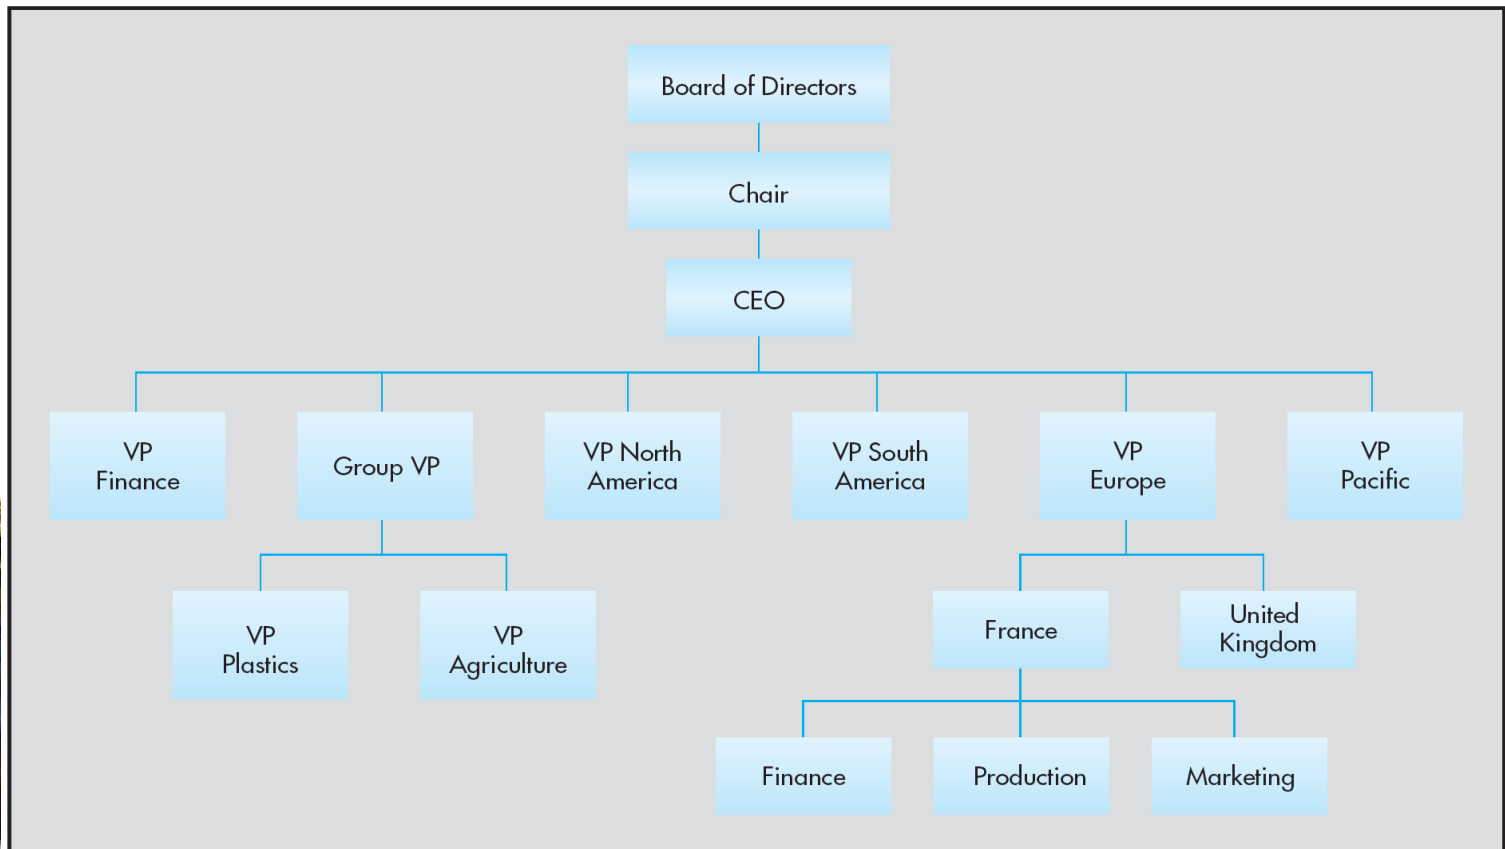 Board of Directors
Chair
CEO
VP
Finance
Group VP
VP North
America
VP South
America
VP
Europe
VP
Pacific
VP
Plastics
VP
Agriculture
France
United
Kingdom
Finance
Production
Marketing